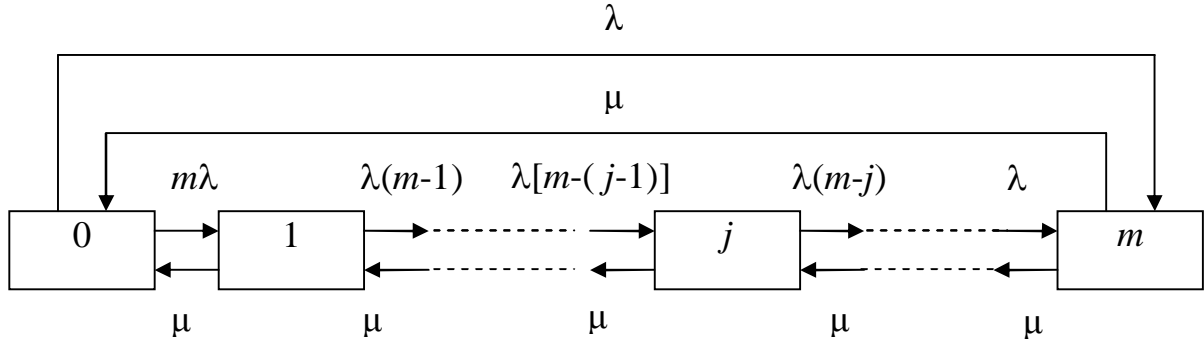 λ
μ
mλ λ(m-1) λ[m-( j-1)] λ(m-j) λ
0 1 j m
μ μ μ μ μ